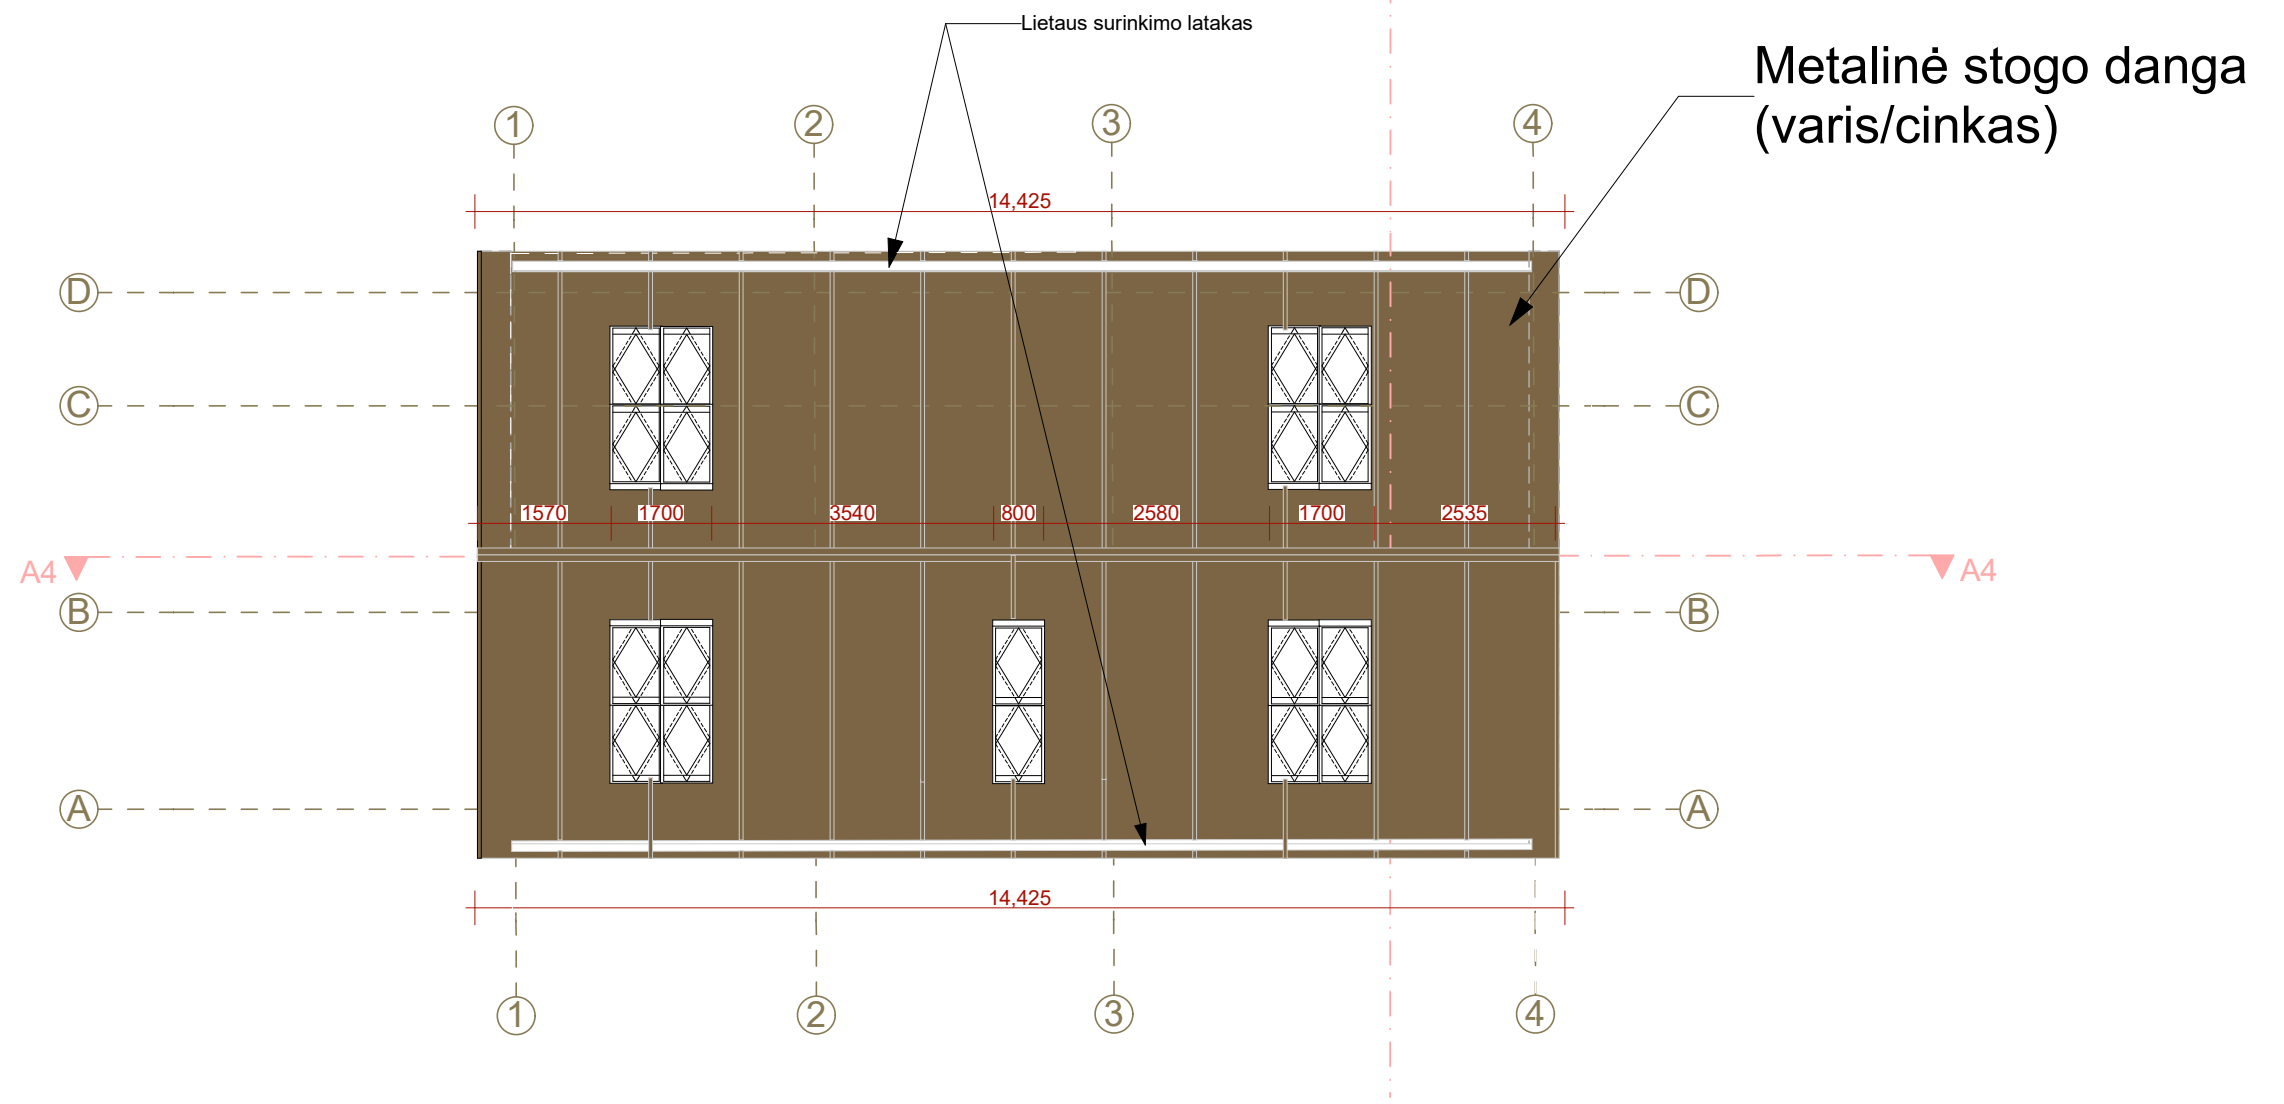 Lietaus surinkimo latakas
Metalinė stogo danga
(varis/cinkas)
1
2
3
4
14,425
D
D
C
C
1570
1700
3540
800
2580
1700
2535
A4
A4
B
B
A
A
14,425
1
2
3
4